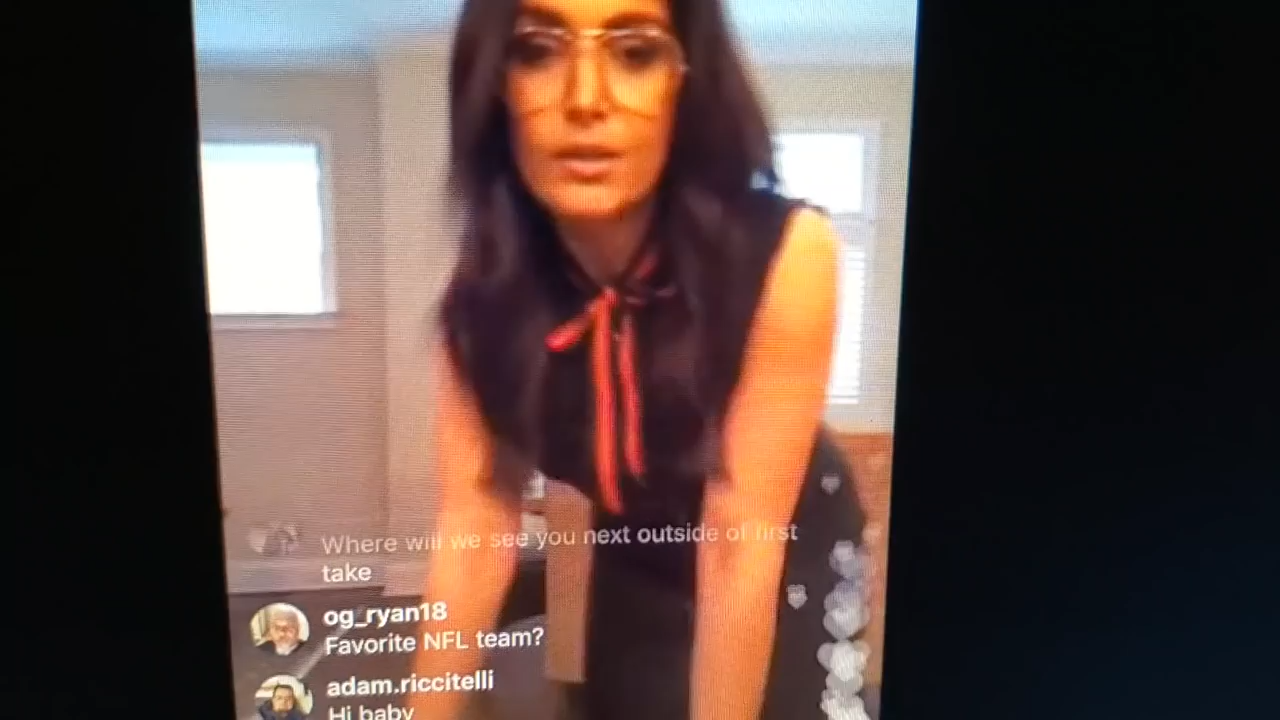 Where will we see you next outside of first
take
og_ryan18
Favorite NFL team?
adam.riccitelli
Hi baby